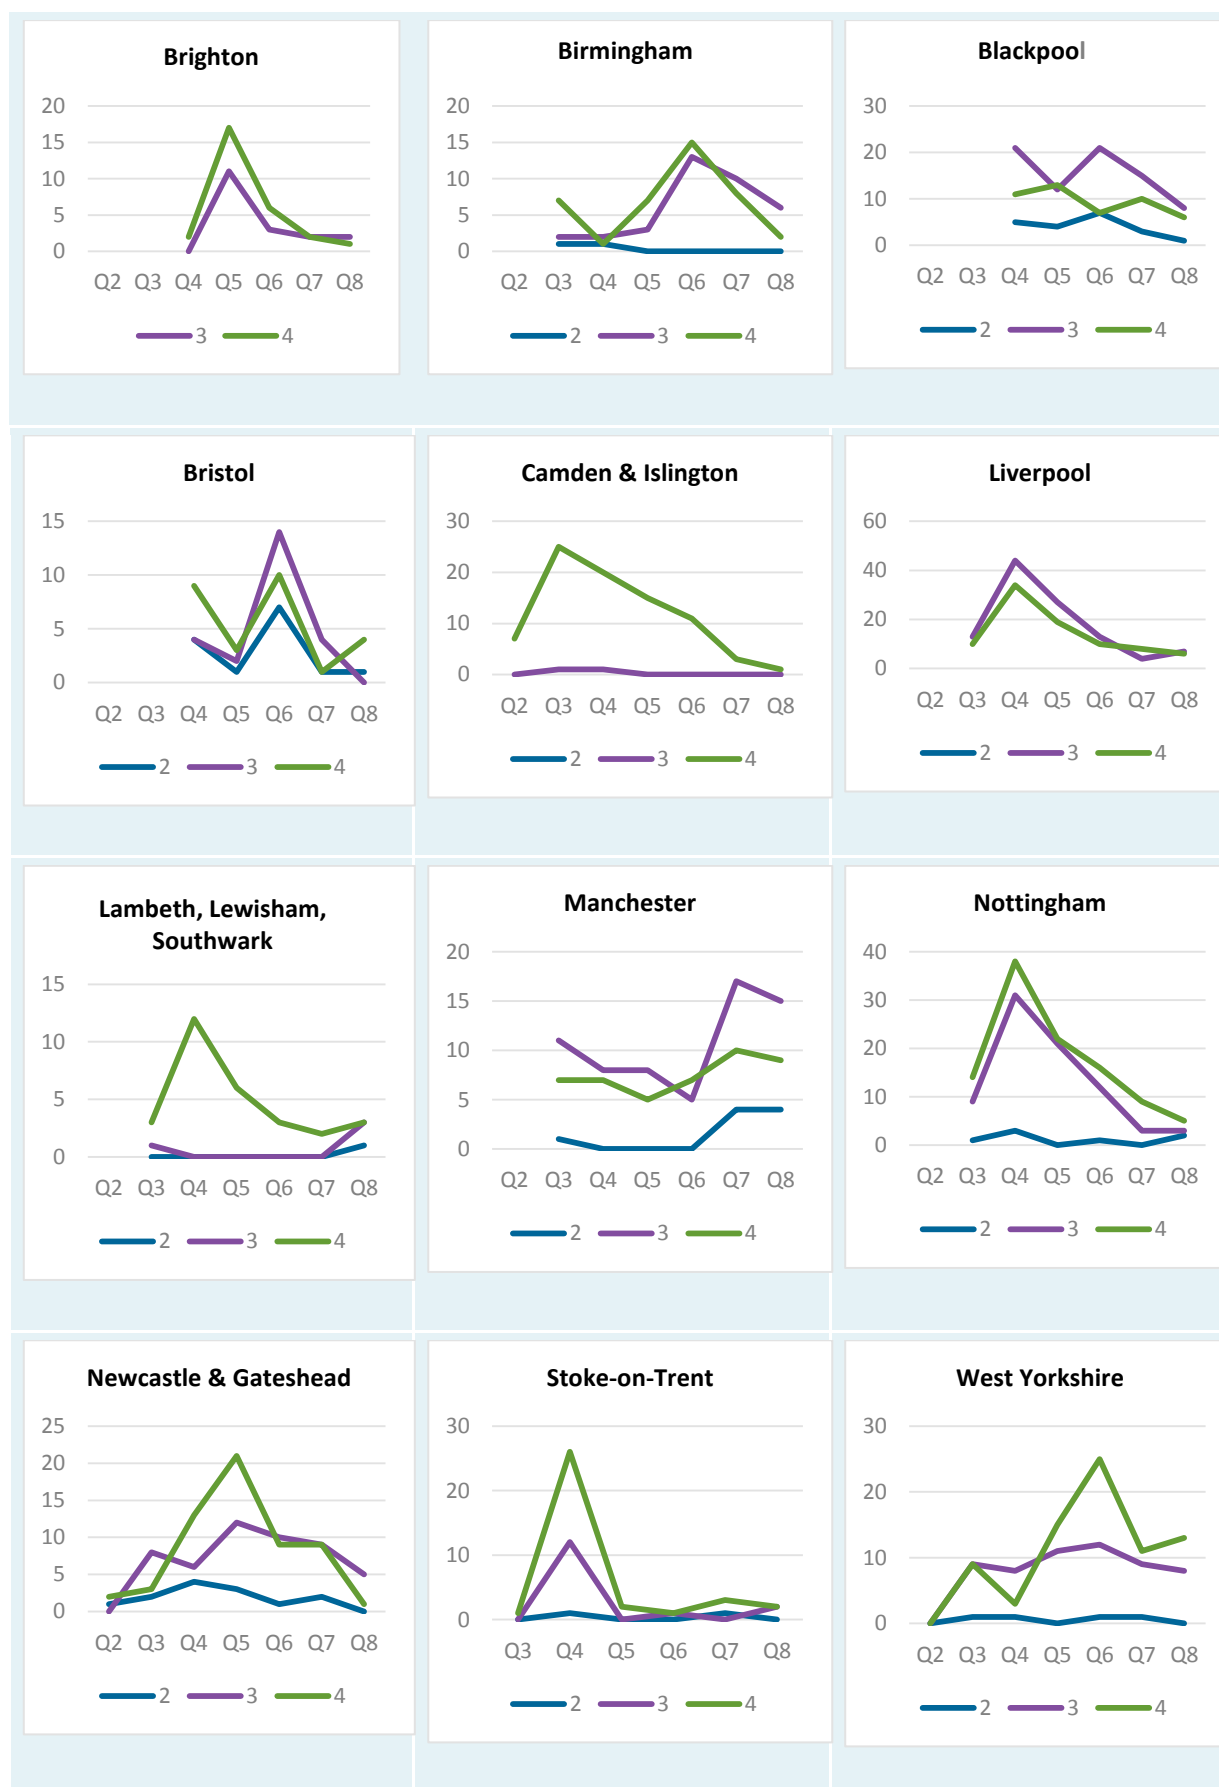 Brighton
20
15
10
5
0
Q2 Q3 Q4 Q5 Q6 Q7 Q8
3 4
Birmingham
20
15
10
5
0
Q2 Q3 Q4 Q5 Q6 Q7 Q8
2 3 4
Blackpool
30
20
10
0
Q2 Q3 Q4 Q5 Q6 Q7 Q8
2 3 4
Bristol
15
10
5
0
Q2 Q3 Q4 Q5 Q6 Q7 Q8
2 3 4
Camden & Islington
30
20
10
0
Q2 Q3 Q4 Q5 Q6 Q7 Q8
2 3 4
Liverpool
60
40
20
0
Q2 Q3 Q4 Q5 Q6 Q7 Q8
2 3 4
Lambeth, Lewisham,
Southwark
15
10
5
0
Q2 Q3 Q4 Q5 Q6 Q7 Q8
2 3 4
Manchester
20
15
10
5
0
Q2 Q3 Q4 Q5 Q6 Q7 Q8
2 3 4
Nottingham
40
30
20
10
0
Q2 Q3 Q4 Q5 Q6 Q7 Q8
2 3 4
Newcastle & Gateshead
25
20
15
10
5
0
Q2 Q3 Q4 Q5 Q6 Q7 Q8
2 3 4
Stoke-on-Trent
30
20
10
0
Q3 Q4 Q5 Q6 Q7 Q8
2 3 4
West Yorkshire
30
20
10
0
Q2 Q3 Q4 Q5 Q6 Q7 Q8
2 3 4